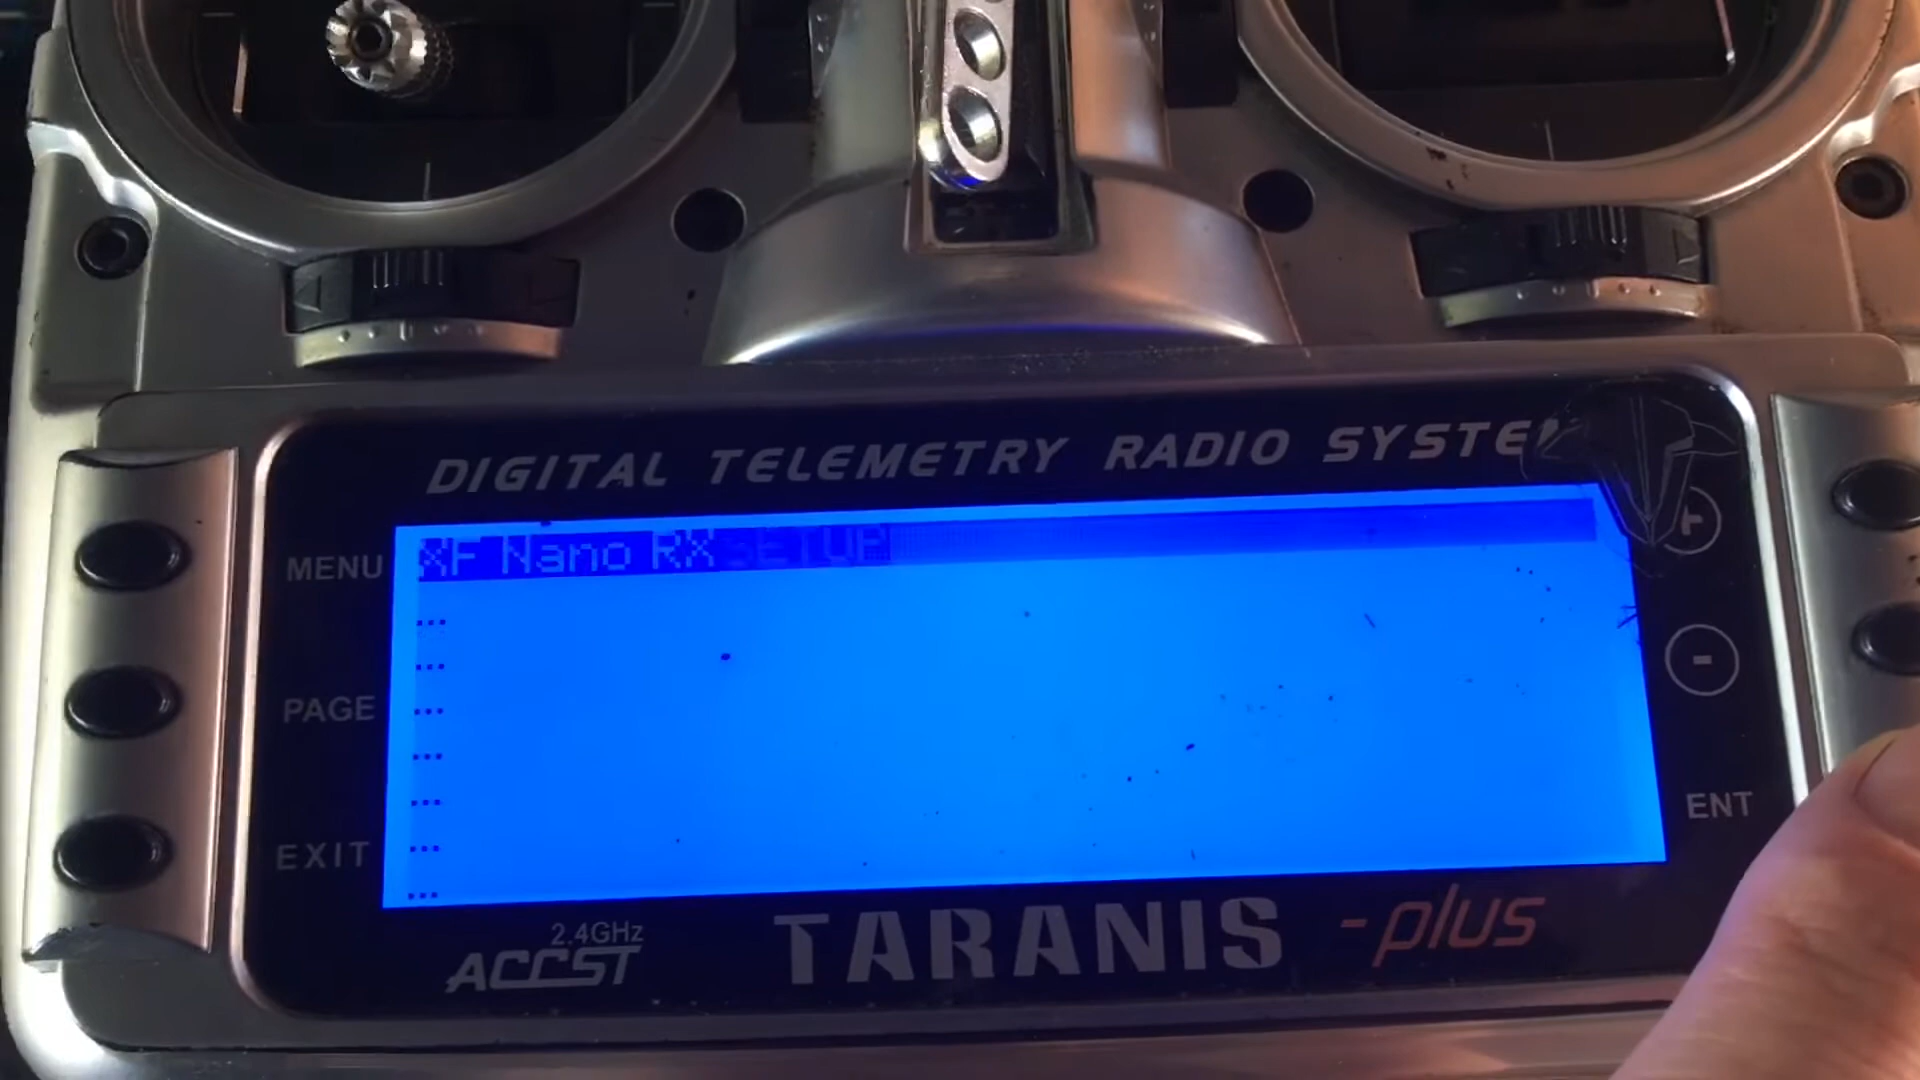 DIGITAL TELEMETRY RADIO SYSTE
XF Nano RX SETUP
...
...
...
...
...
...
...
MENU
PAGE
EXIT
+
-
ENT
2.4GHz
ACCST
TARANIS -plus